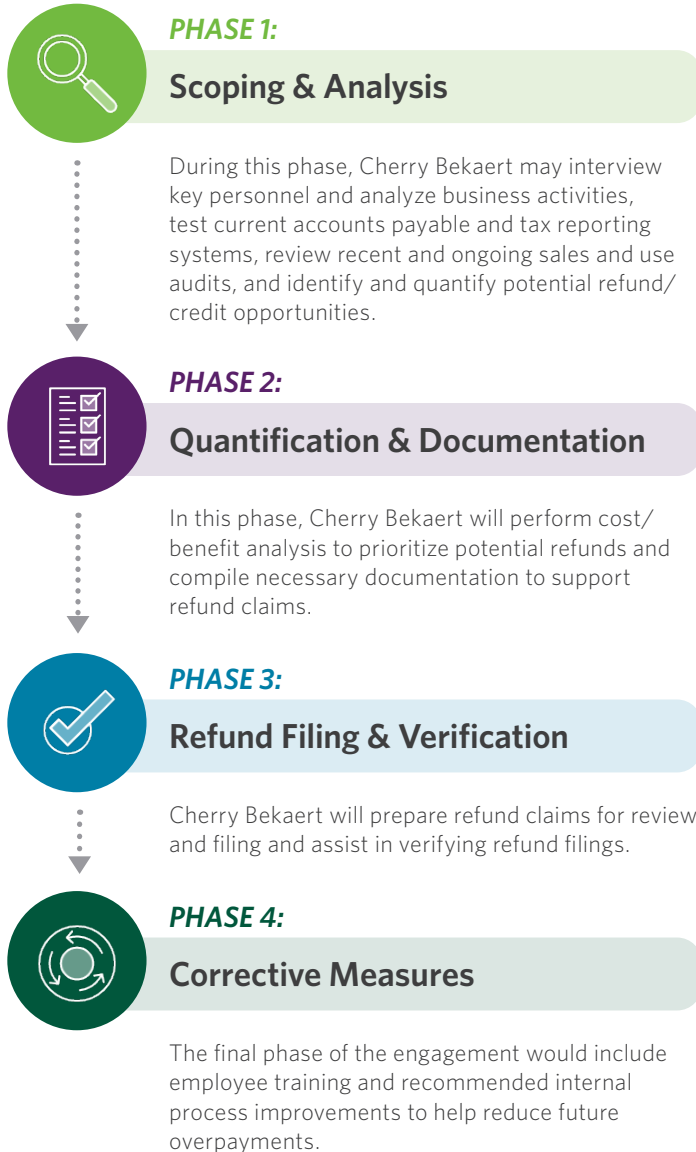 PHASE 1:
Scoping & Analysis
During this phase, Cherry Bekaert may interview
key personnel and analyze business activities,
test current accounts payable and tax reporting
systems, review recent and ongoing sales and use
audits, and identify and quantify potential refund/
credit opportunities.
PHASE 2:
Quantification & Documentation
In this phase, Cherry Bekaert will perform cost/
benefit analysis to prioritize potential refunds and
compile necessary documentation to support
refund claims.
PHASE 3:
Refund Filing & Verification
Cherry Bekaert will prepare refund claims for review
and filing and assist in verifying refund filings.
PHASE 4:
Corrective Measures
The final phase of the engagement would include
employee training and recommended internal
process improvements to help reduce future
overpayments.